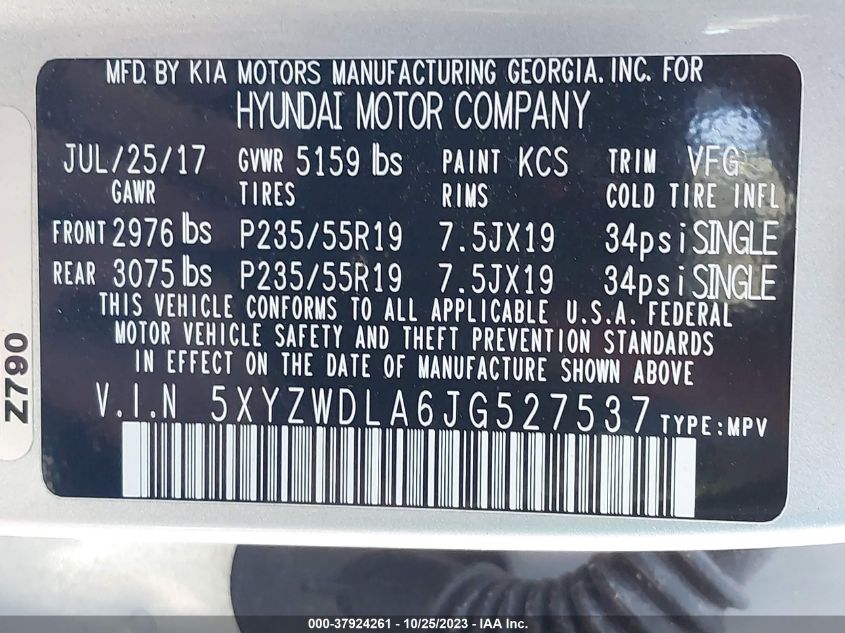 MFD. BY KIA MOTORS MANUFACTURING GEORGIA. INC. FOR
HYUNDAI MOTOR COMPANY
JUL/25/17 GVWR 5159 lbs PAINT KCS TRIM VFG
GAWR TIRES RIMS COLD TIRE INFL
FRONT 2976 lbs P235/55R19 7.5JX19 34psi SINGLE
REAR 3075 lbs P235/55R19 7.5JX19 34psi SINGLE
THIS VEHICLE CONFORMS TO ALL APPLICABLE U.S.A. FEDERAL
MOTOR VEHICLE SAFETY AND THEFT PREVENTION STANDARDS
IN EFFECT ON THE DATE OF MANUFACTURE SHOWN ABOVE
V.I.N 5XYZWDLA6JG527537 TYPE:MPV
Z790
000-37924261 - 10/25/2023 - IAA Inc.